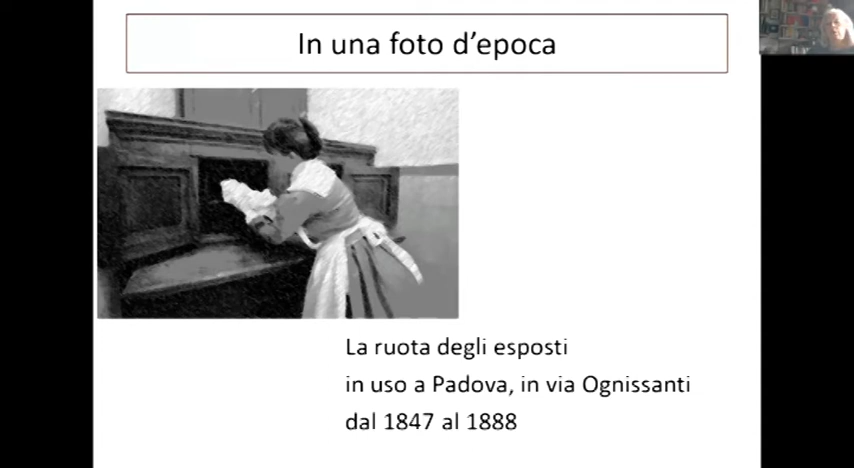 In una foto d'epoca
La ruota degli esposti
in uso a Padova, in via Ognissanti
dal 1847 al 1888